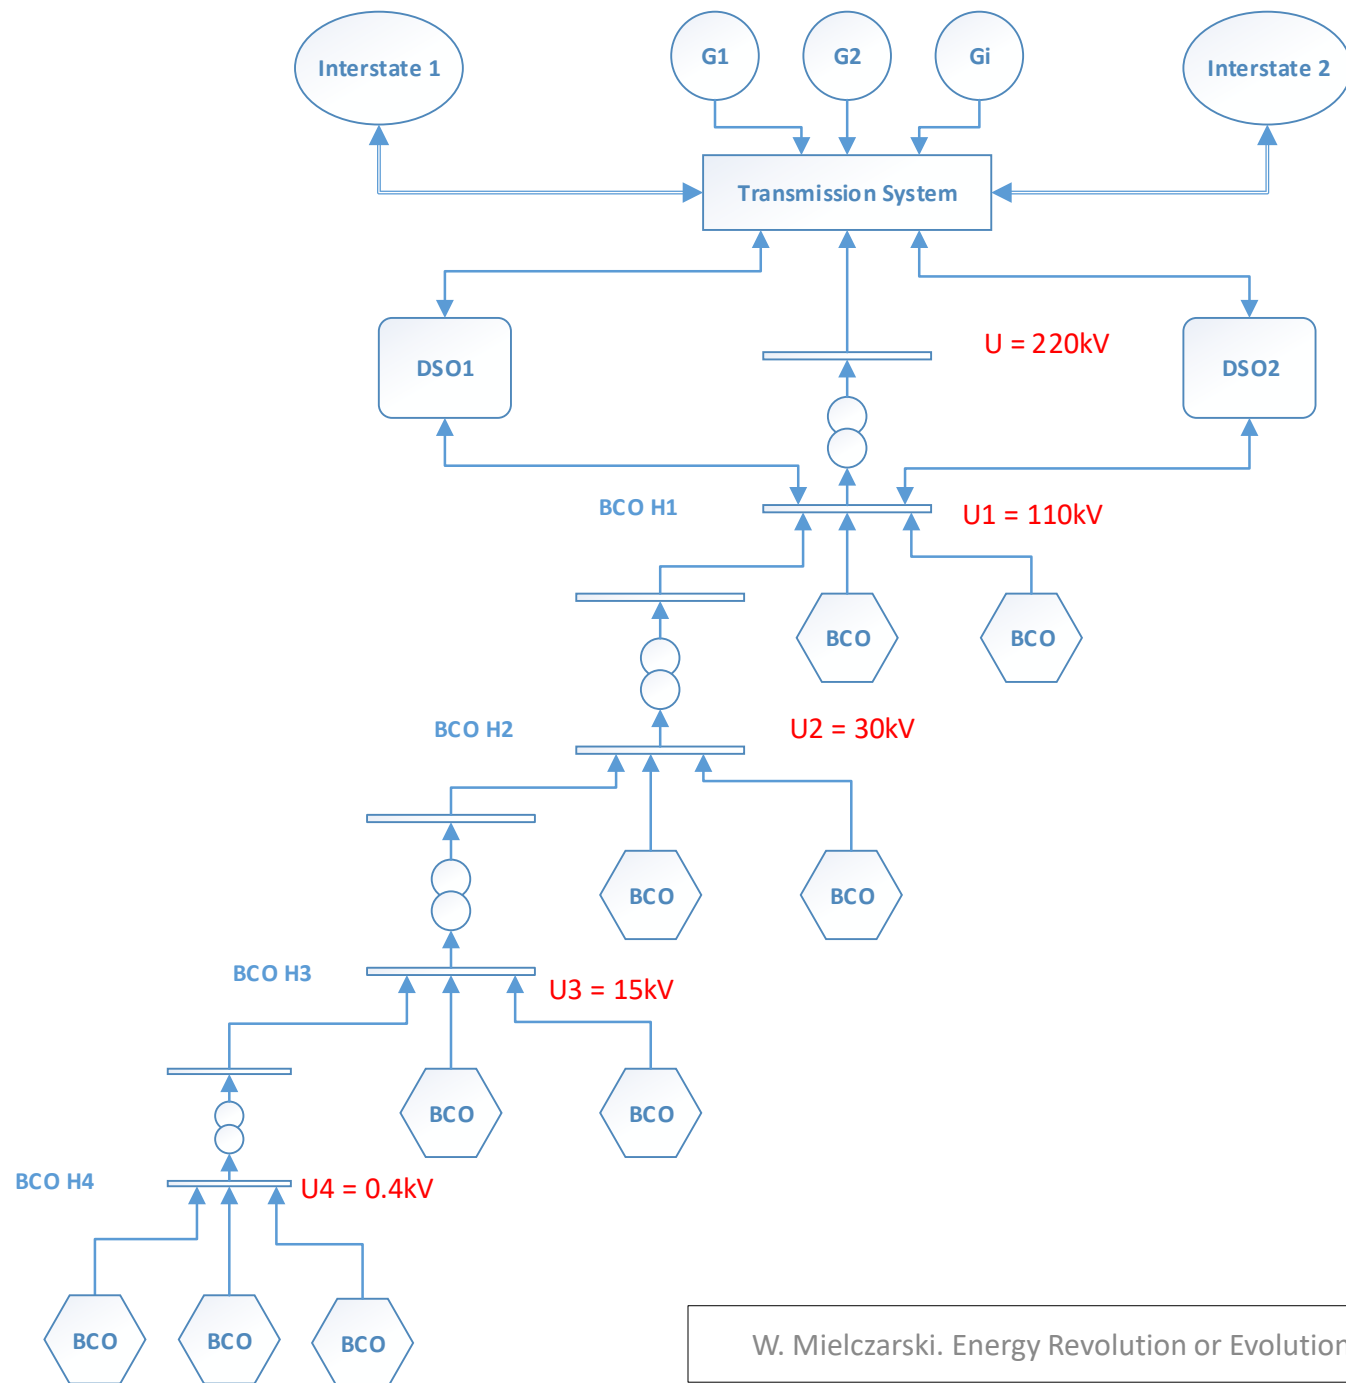 Interstate 1
G1
G2
Gi
Interstate 2
Transmission System
U = 220kV
DSO1
DSO2
BCO H1
U1 = 110kV
BCO
BCO
BCO H2
U2 = 30kV
BCO
BCO
BCO H3
U3 = 15kV
BCO
BCO
BCO H4
U4 = 0.4kV
BCO
BCO
BCO
W. Mielczarski. Energy Revolution or Evolution